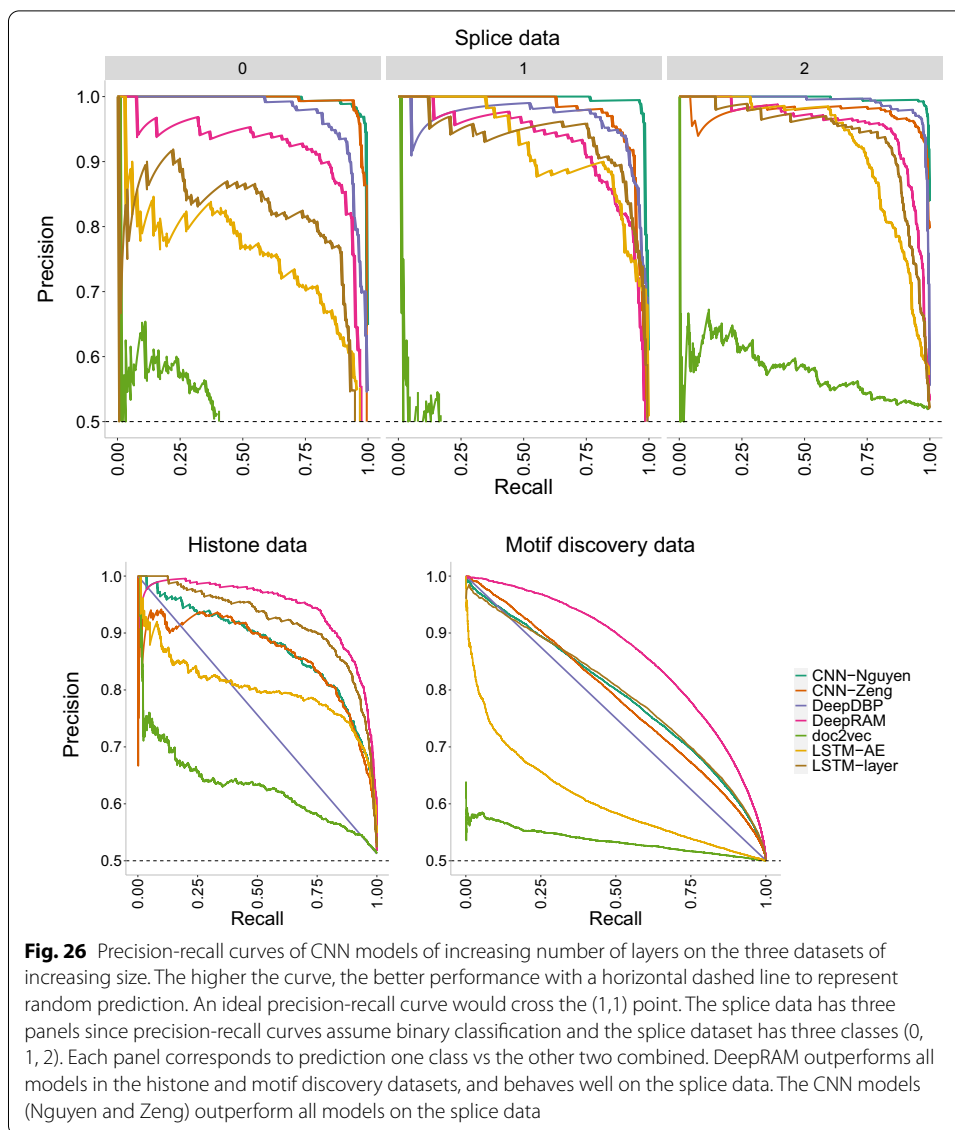 Splice data
0 1 2
1.0
0.9
0.8
0.7
0.6
0.5
Precision
0.00 0.25 0.50 0.75 1.00 0.00 0.25 0.50 0.75 1.00 0.00 0.25 0.50 0.75 1.00
Recall
Histone data
1.0
0.9
0.8
0.7
0.6
0.5
Precision
0.00 0.25 0.50 0.75 1.00
Recall
Motif discovery data
1.0
0.9
0.8
0.7
0.6
0.5
0.00 0.25 0.50 0.75 1.00
Recall
CNN−Nguyen
CNN−Zeng
DeepDBP
DeepRAM
doc2vec
LSTM−AE
LSTM−layer
Fig. 26 Precision-recall curves of CNN models of increasing number of layers on the three datasets of
increasing size. The higher the curve, the better performance with a horizontal dashed line to represent
random prediction. An ideal precision-recall curve would cross the (1,1) point. The splice data has three
panels since precision-recall curves assume binary classification and the splice dataset has three classes (0,
1, 2). Each panel corresponds to prediction one class vs the other two combined. DeepRAM outperforms all
models in the histone and motif discovery datasets, and behaves well on the splice data. The CNN models
(Nguyen and Zeng) outperform all models on the splice data